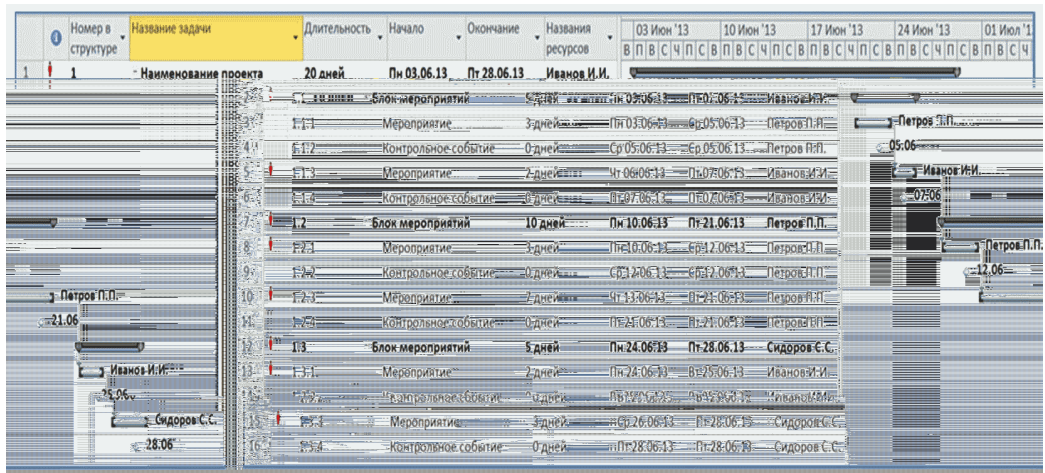 Номер в структуре Название задачи Длительность Начало Окончание Названия ресурсов 03 Июн '13 10 Июн '13 17 Июн '13 24 Июн '13 01 Июл '1
В П В С Ч П С В П В С Ч П С В П В С Ч П С В П В С Ч П С В П В С Ч
1 1 Наименование проекта 20 дней Пн 03.06.13 Пт 28.06.13 Иванов И.И.
Блок мероприятий Пн 03.06.13 Пт 07.06.13 Иванов И.И.
1.1.1 Мероприятие 3 дней Пн 03.06.13 Ср 05.06.13 Петров П.П. Петров П.П.
1.1.2 Контрольное событие 0 дней Ср 05.06.13 Ср 05.06.13 Петров П.П. 05.06
5 1.1.3 Мероприятие 2 дней Чт 06.06.13 Пт 07.06.13 Иванов И.И. Иванов И.И.
6 1.1.4 Контрольное событие 0 дней Пт 07.06.13 Пт 07.06.13 Иванов И.И. 07.06
7 1.2 Блок мероприятий 10 дней Пн 10.06.13 Пт 21.06.13 Петров П.П.
8 1.2.1 Мероприятие 3 дней Пн 10.06.13 Ср 12.06.13 Петров П.П. Петров П.П.
9 1.2.2 Контрольное событие 0 дней Ср 12.06.13 Ср 12.06.13 Петров П.П. 12.06
Петров П.П. 10 1.2.3 Мероприятие 7 дней Чт 13.06.13 Пт 21.06.13 Петров П.П.
21.06 11 1.2.4 Контрольное событие 0 дней Пт 21.06.13 Пт 21.06.13 Петров П.П.
12 1.3 Блок мероприятий 5 дней Пн 24.06.13 Пт 28.06.13 Сидоров С.С.
Иванов И.И. 13 1.3.1 Мероприятие 2 дней Пн 24.06.13 Вт 25.06.13 Иванов И.И.
25.06
Сидоров С.С. 15 Мероприятие 3 дней Ср 26.06.13 Пт 28.06.13 Сидоров С.С.
28.06 16 1.3.4 Контрольное событие 0 дней Пт 28.06.13 Пт 28.06.13 Сидоров С.С.